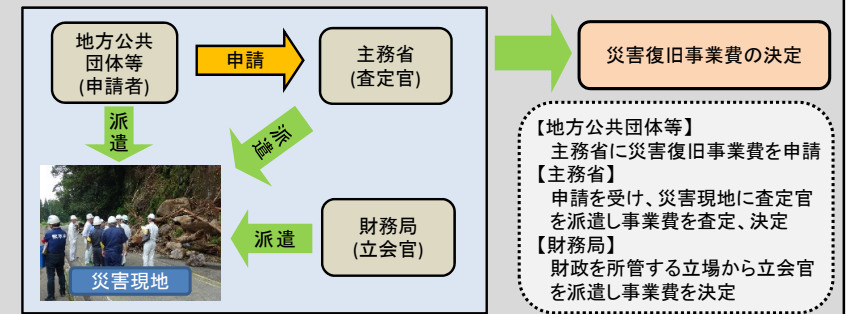 地方公共
団体等
(申請者)
申請
主務省
(査定官)
災害復旧事業費の決定
派遣
派遣
派遣
財務局
(立会官)
災害現地
【地方公共団体等】
主務省に災害復旧事業費を申請
【主務省】
申請を受け、災害現地に査定官
を派遣し事業費を査定、決定
【財務局】
財政を所管する立場から立会官
を派遣し事業費を決定